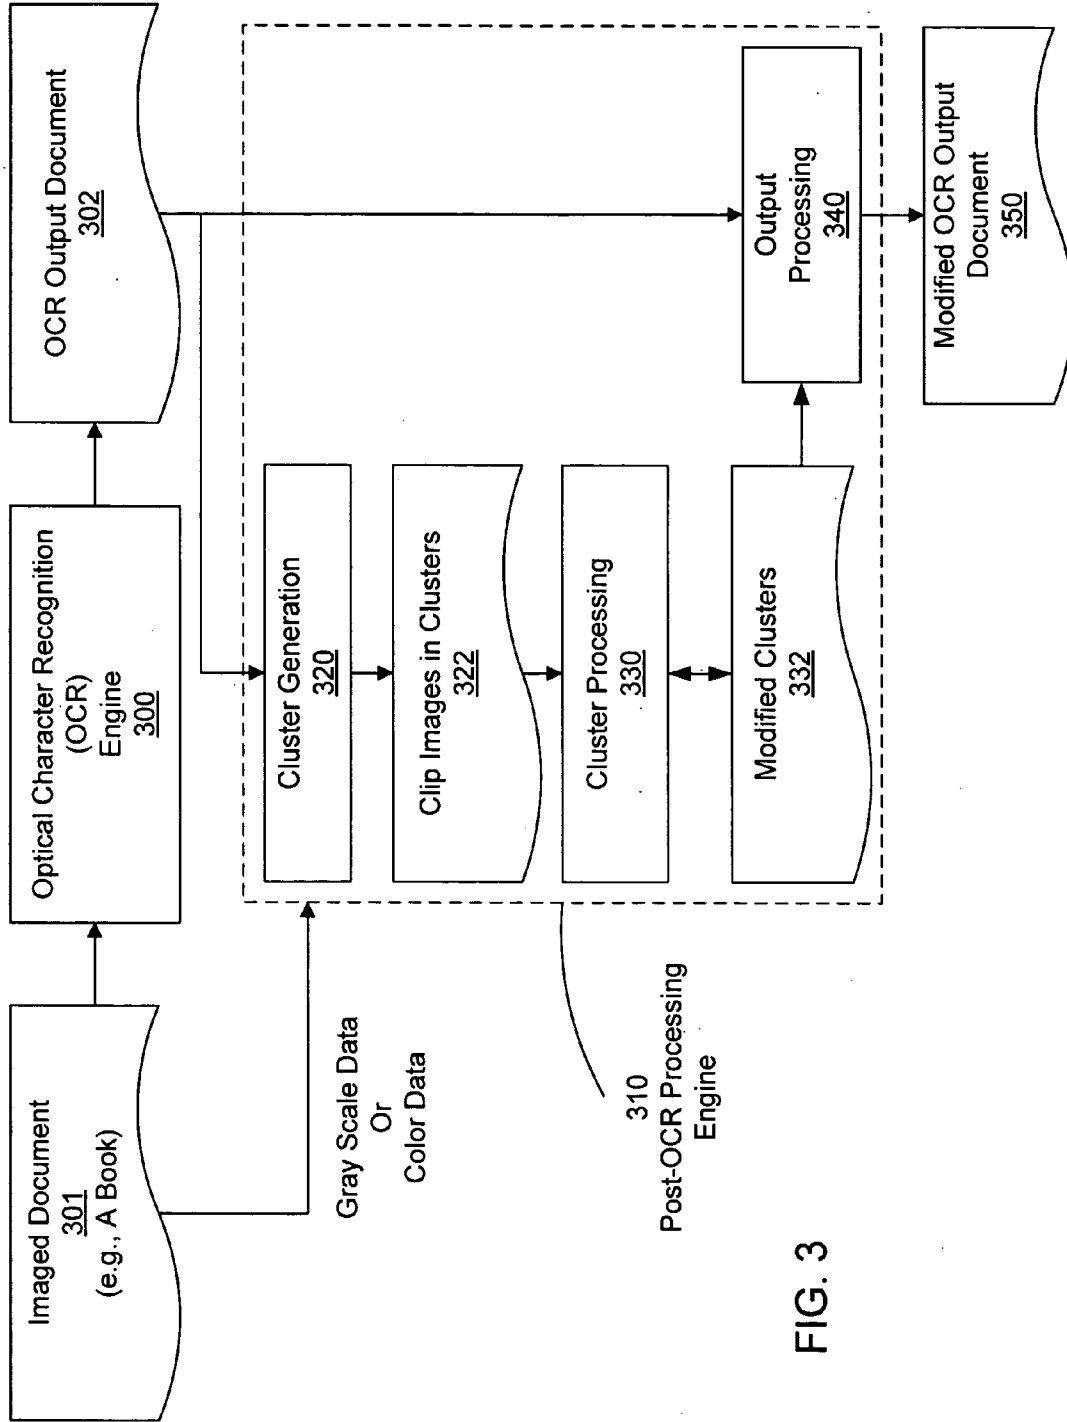 Imaged Document
301
(e.g., A Book)
Optical Character Recognition
(OCR)
Engine
300
OCR Output Document
302
Gray Scale Data
Or
Color Data
Cluster Generation
320
Clip Images in Clusters
322
Cluster Processing
330
Modified Clusters
332
Output
Processing
340
310
Post-OCR Processing
Engine
Modified OCR Output
Document
350
FIG. 3